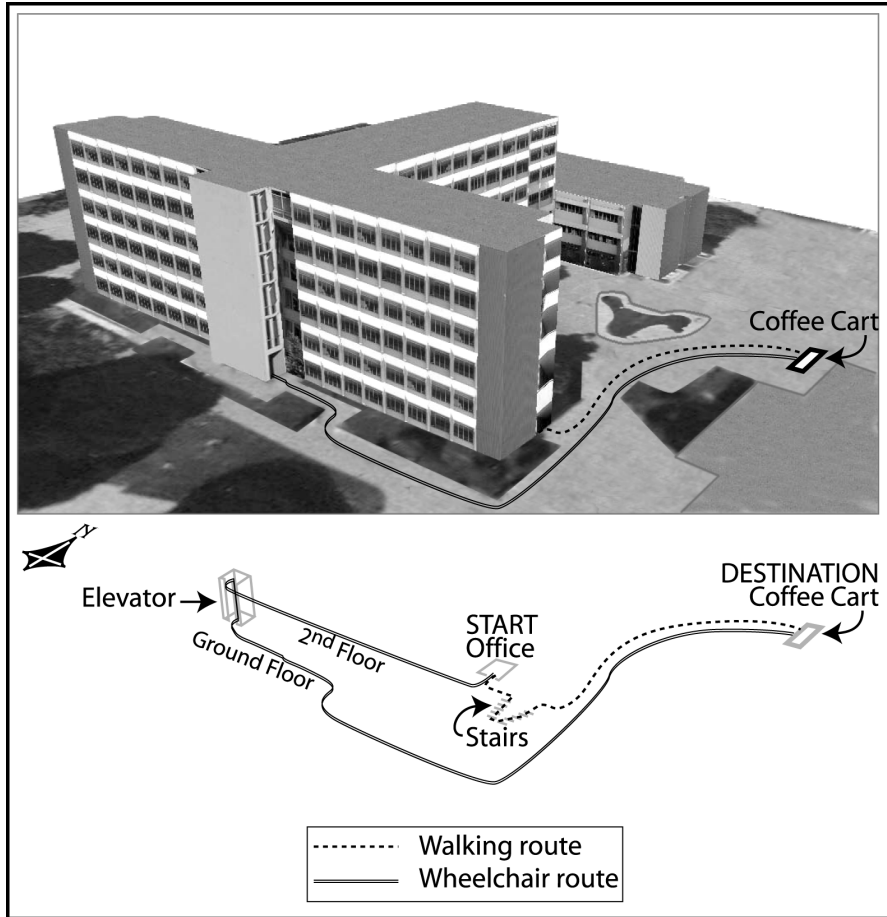 Coffee Cart
N
Elevator
2nd Floor
Ground Floor
START
Office
Stairs
DESTINATION
Coffee Cart
Walking route
Wheelchair route